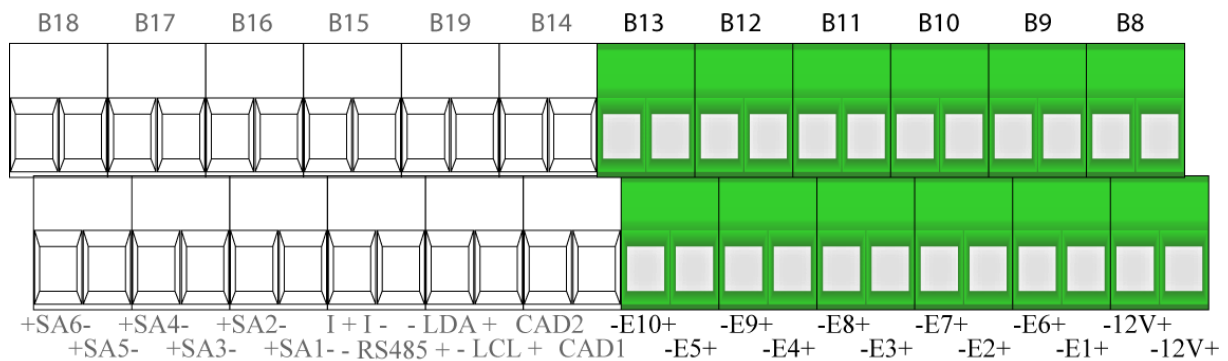 B18 B17 B16 B15 B19 B14 B13 B12 B11 B10 B9 B8
+SA6- +SA4- +SA2- I + I - - LDA + CAD2 -E10+ -E9+ -E8+ -E7+ -E6+ -12V+
+SA5- +SA3- +SA1- - RS485 + - LCL + CAD1 -E5+ -E4+ -E3+ -E2+ -E1+ -12V+